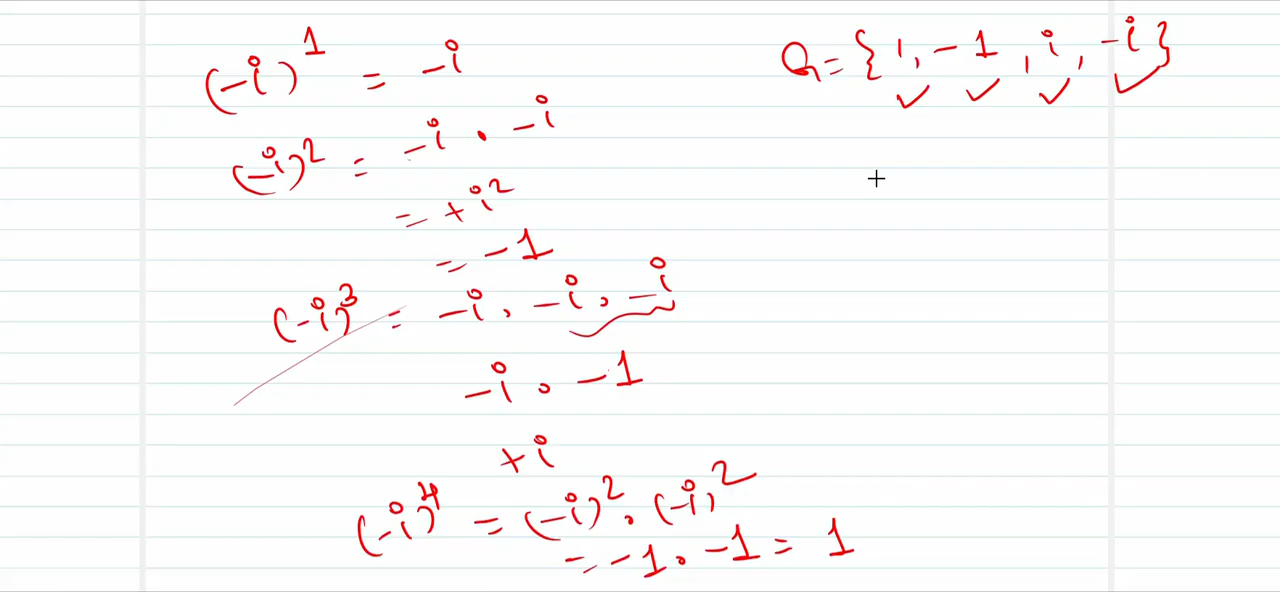 (-i)^1 = -i
G = {1, -1, i, -i}
(-i)^2 = -i . -i
= +i^2
= -1
(-i)^3 = -i . -i . -i
-i . -1
+i
(-i)^4 = (-i)^2 . (-i)^2
= -1 . -1 = 1